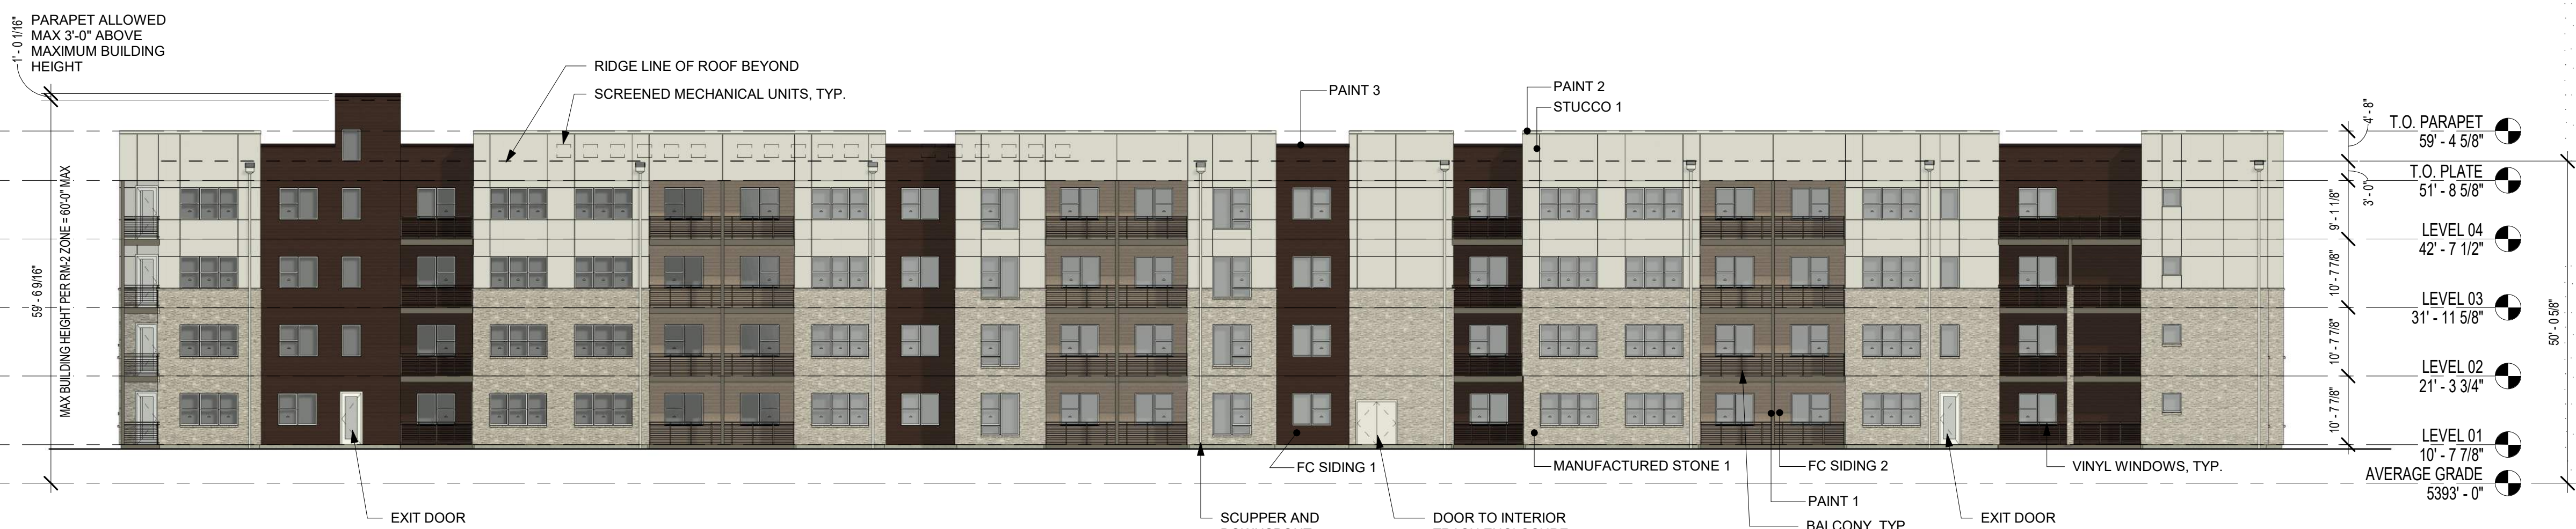 1' - 0 1/16"
PARAPET ALLOWED
MAX 3'-0" ABOVE
MAXIMUM BUILDING
HEIGHT
RIDGE LINE OF ROOF BEYOND
SCREENED MECHANICAL UNITS, TYP.
PAINT 3
PAINT 2
STUCCO 1
4' - 8"
T.O. PARAPET
59' - 4 5/8"
T.O. PLATE
51' - 8 5/8"
3' - 0"
9' - 1 1/8"
LEVEL 04
42' - 7 1/2"
10' - 7 7/8"
LEVEL 03
31' - 11 5/8"
10' - 7 7/8"
LEVEL 02
21' - 3 3/4"
10' - 7 7/8"
LEVEL 01
10' - 7 7/8"
AVERAGE GRADE
5393' - 0"
50' - 0 5/8"
59' - 6 9/16"
MAX BUILDING HEIGHT PER RM-2 ZONE = 60'-0" MAX
FC SIDING 1
MANUFACTURED STONE 1
FC SIDING 2
VINYL WINDOWS, TYP.
PAINT 1
EXIT DOOR
SCUPPER AND
DOOR TO INTERIOR
BALCONY, TYP
EXIT DOOR